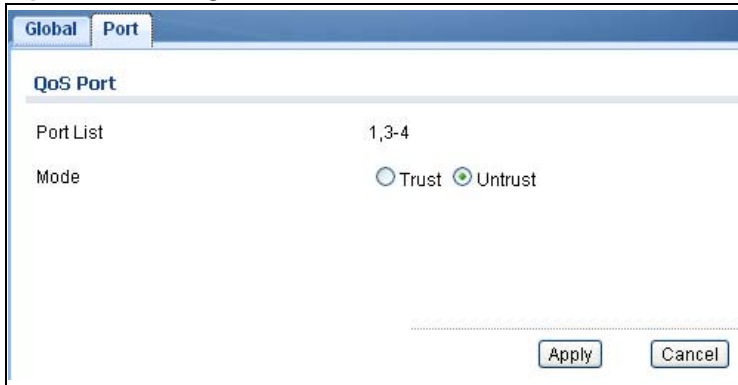 Global Port
QoS Port
Port List 1,3-4
Mode Trust Untrust
Apply Cancel